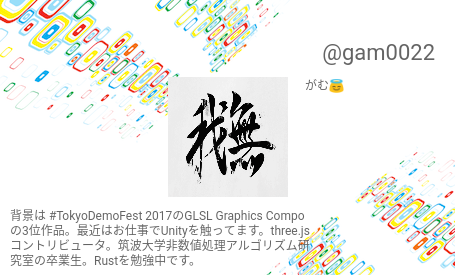 @gam0022
がむ😇
我無
背景は #TokyoDemoFest 2017のGLSL Graphics Compo
の3位作品。最近はお仕事でUnityを触ってます。three.js
コントリビュータ。筑波大学非数値処理アルゴリズム研
究室の卒業生。Rustを勉強中です。